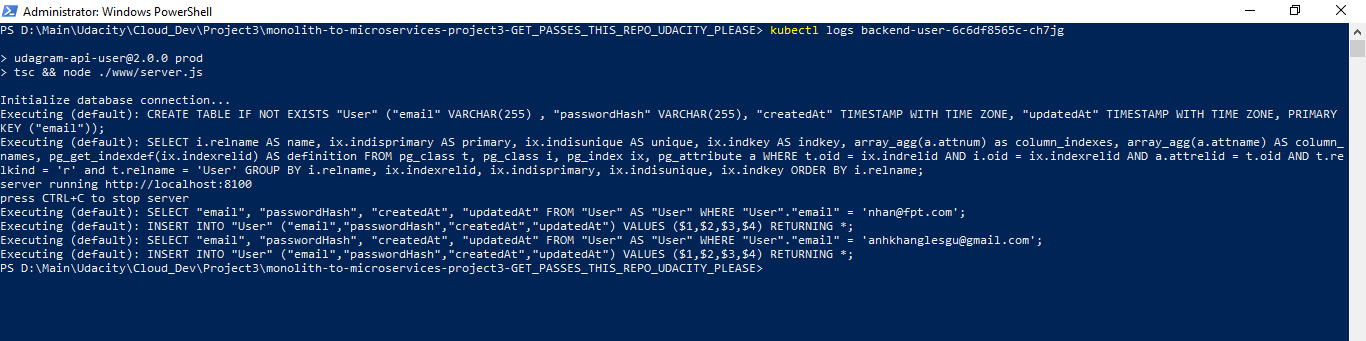 Administrator: Windows PowerShell
PS D:\Main\Udacity\Cloud_Dev\Project3\monolith-to-microservices-project3-GET_PASSES_THIS_REPO_UDACITY_PLEASE> kubectl logs backend-user-6c6df8565c-ch7jg
> udagram-api-user@2.0.0 prod
> tsc && node ./www/server.js
Initialize database connection...
Executing (default): CREATE TABLE IF NOT EXISTS "User" ("email" VARCHAR(255) , "passwordHash" VARCHAR(255), "createdAt" TIMESTAMP WITH TIME ZONE, "updatedAt" TIMESTAMP WITH TIME ZONE, PRIMARY
KEY ("email"));
Executing (default): SELECT i.relname AS name, ix.indisprimary AS primary, ix.indisunique AS unique, ix.indkey AS indkey, array_agg(a.attnum) as column_indexes, array_agg(a.attname) AS column_
names, pg_get_indexdef(ix.indexrelid) AS definition FROM pg_class t, pg_class i, pg_index ix, pg_attribute a WHERE t.oid = ix.indrelid AND i.oid = ix.indexrelid AND a.attrelid = t.oid AND t.re
lkind = 'r' and t.relname = 'User' GROUP BY i.relname, ix.indexrelid, ix.indisprimary, ix.indisunique, ix.indkey ORDER BY i.relname;
server running http://localhost:8100
press CTRL+C to stop server
Executing (default): SELECT "email", "passwordHash", "createdAt", "updatedAt" FROM "User" AS "User" WHERE "User"."email" = 'nhan@fpt.com';
Executing (default): INSERT INTO "User" ("email","passwordHash","createdAt","updatedAt") VALUES ($1,$2,$3,$4) RETURNING *;
Executing (default): SELECT "email", "passwordHash", "createdAt", "updatedAt" FROM "User" AS "User" WHERE "User"."email" = 'anhkhanglesgu@gmail.com';
Executing (default): INSERT INTO "User" ("email","passwordHash","createdAt","updatedAt") VALUES ($1,$2,$3,$4) RETURNING *;
PS D:\Main\Udacity\Cloud_Dev\Project3\monolith-to-microservices-project3-GET_PASSES_THIS_REPO_UDACITY_PLEASE>